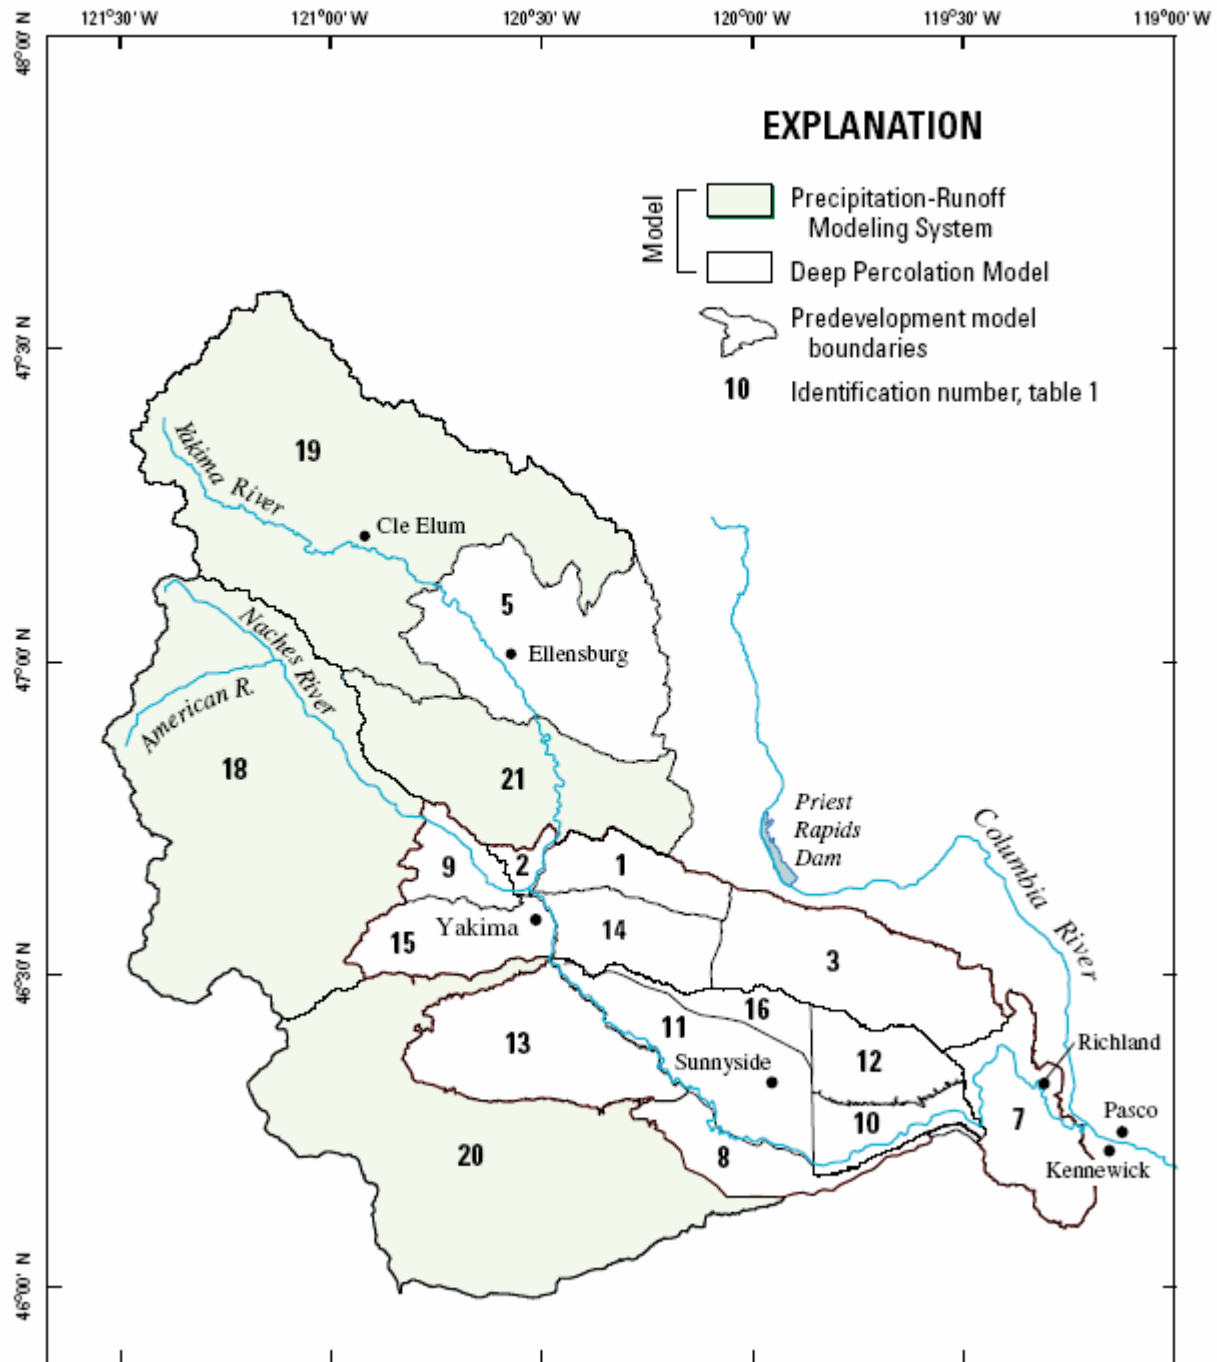 121°30' W
121°00' W
120°30' W
120°00' W
119°30' W
119°00' W
48°00' N
EXPLANATION
Model
Precipitation-Runoff
Modeling System
Deep Percolation Model
Predevelopment model
boundaries
10 Identification number, table 1
47°30' N
19
Yakima River
Cle Elum
5
Ellensburg
47°00' N
Naches River
American R.
18
21
Priest
Rapids
Dam
Columbia River
9
2
1
15
Yakima
14
3
46°30' N
13
11
16
Sunnyside
12
Richland
10
7
Pasco
Kennewick
8
20
46°00' N